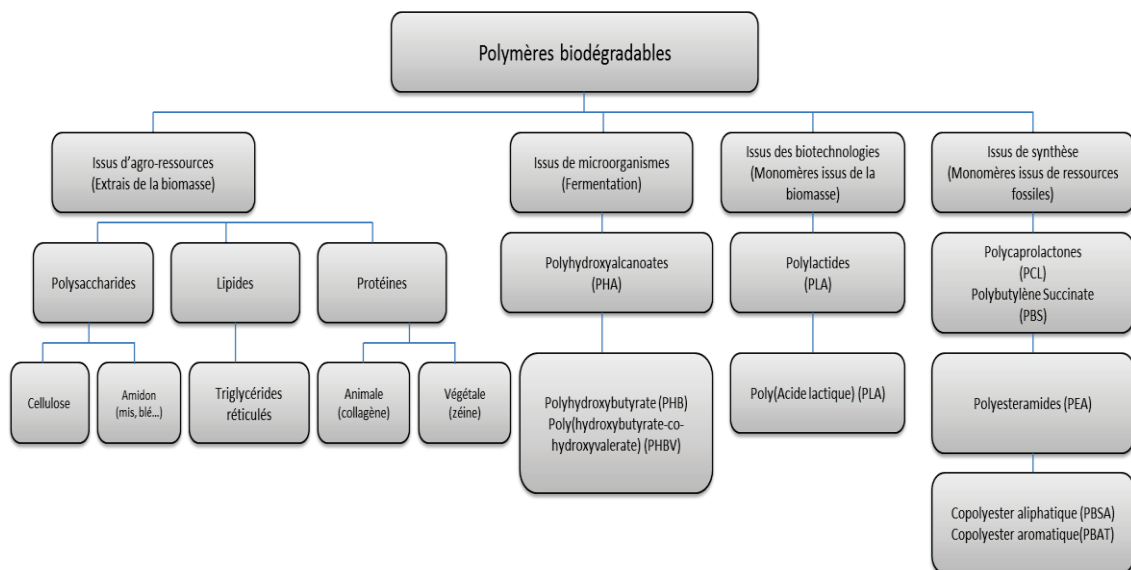 Polymères biodégradables
Issus d'agro-ressources
(Extrais de la biomasse)
Issus de microorganismes
(Fermentation)
Issus des biotechnologies
(Monomères issus de la
biomasse)
Issus de synthèse
(Monomères issus de ressources
fossiles)
Polysaccharides
Lipides
Protéines
Polyhydroxyalcanoates
(PHA)
Polylactides
(PLA)
Polycaprolactones
(PCL)
Polybutylène Succinate
(PBS)
Cellulose
Amidon
(mis, blé...)
Triglycérides
réticulés
Animale
(collagène)
Végétale
(zéine)
Polyhydroxybutyrate (PHB)
Poly(hydroxybutyrate-co-
hydroxyvalerate) (PHBV)
Poly(Acide lactique) (PLA)
Polyesteramides (PEA)
Copolyester aliphatique (PBSA)
Copolyester aromatique(PBAT)